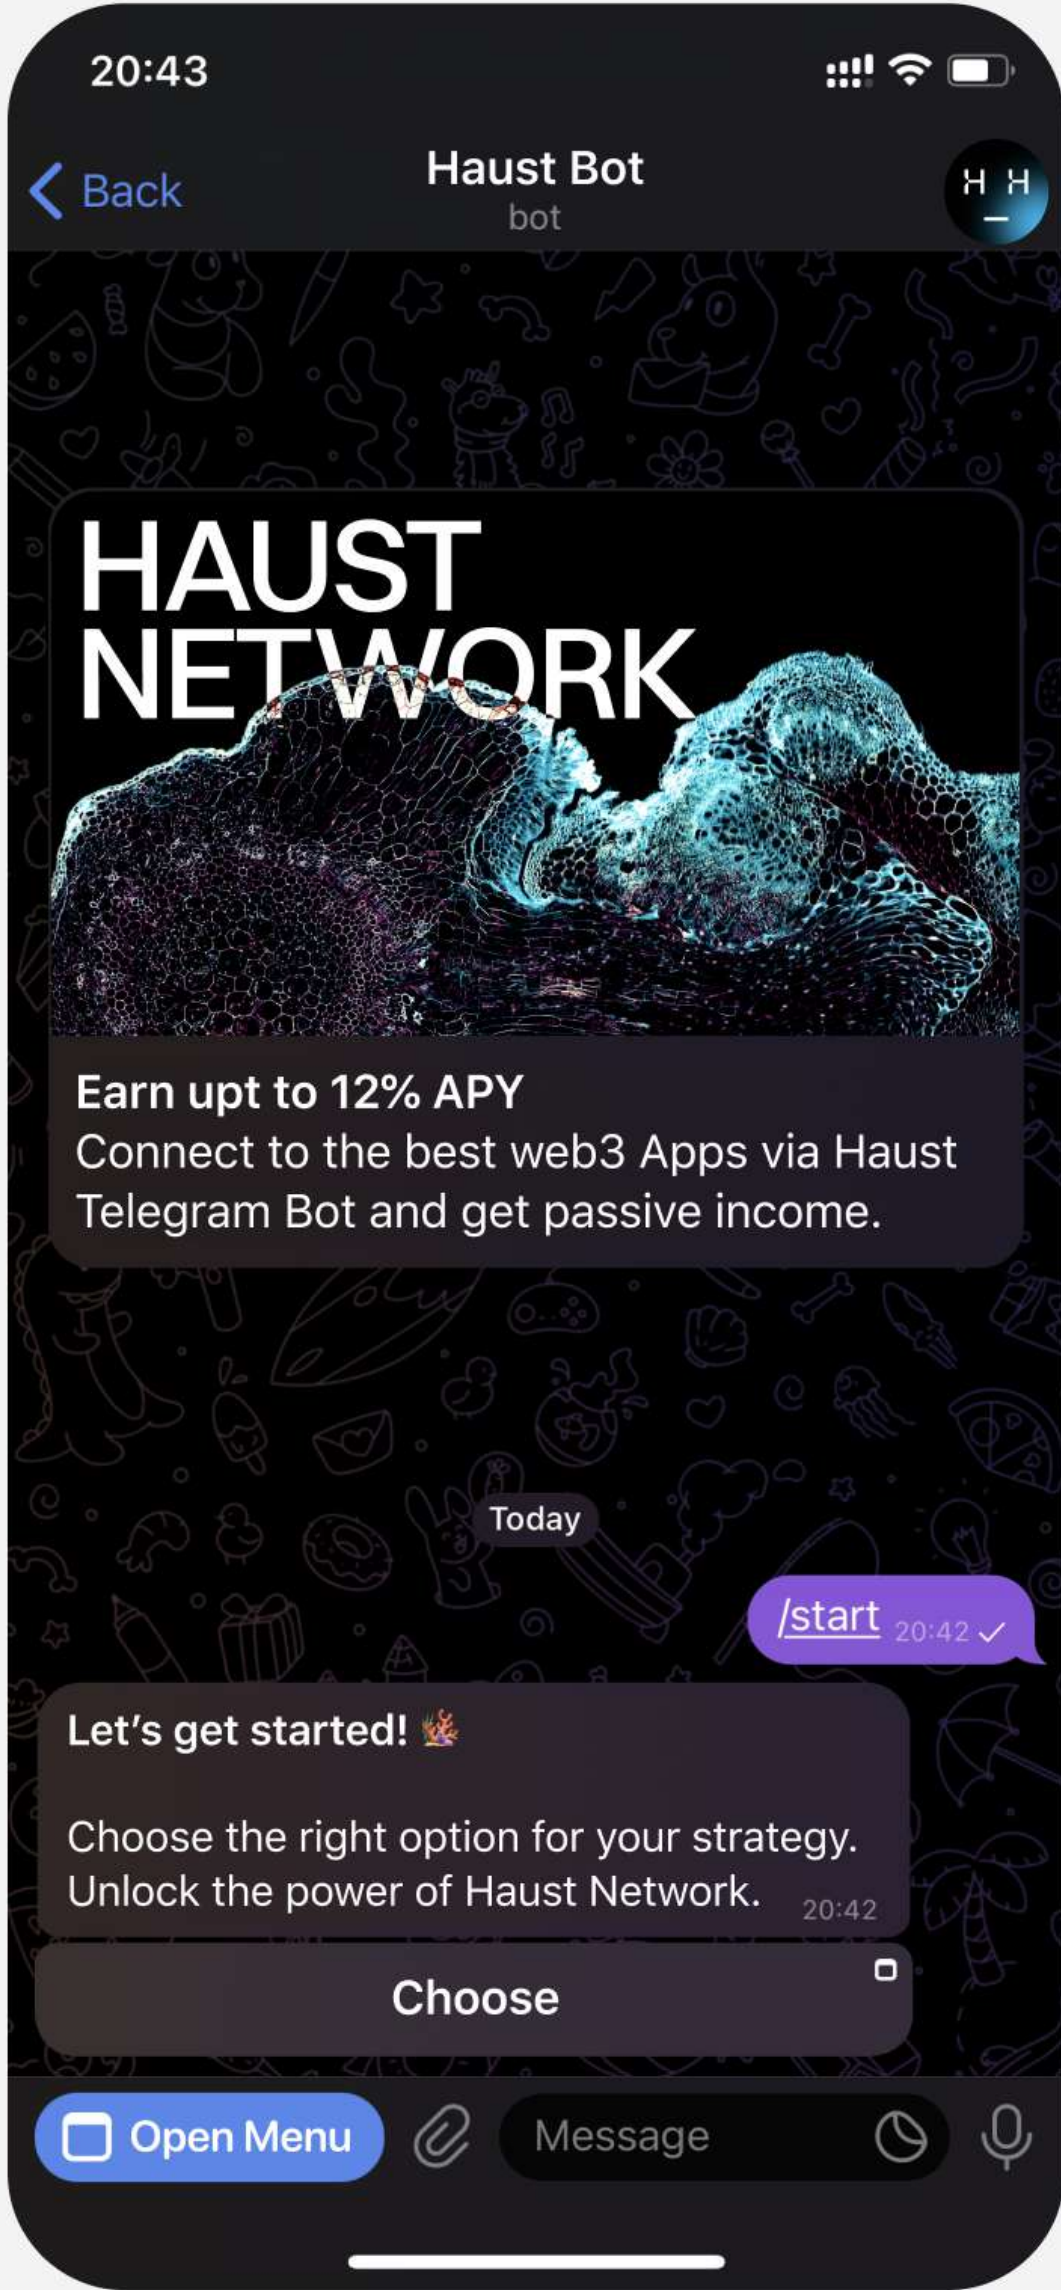 20:43
Back
Haust Bot
bot
H H
HAUST
NETWORK
Earn upt to 12% APY
Connect to the best web3 Apps via Haust
Telegram Bot and get passive income.
Today
/start 20:42
Let’s get started!
Choose the right option for your strategy.
Unlock the power of Haust Network. 20:42
Choose
Open Menu
Message